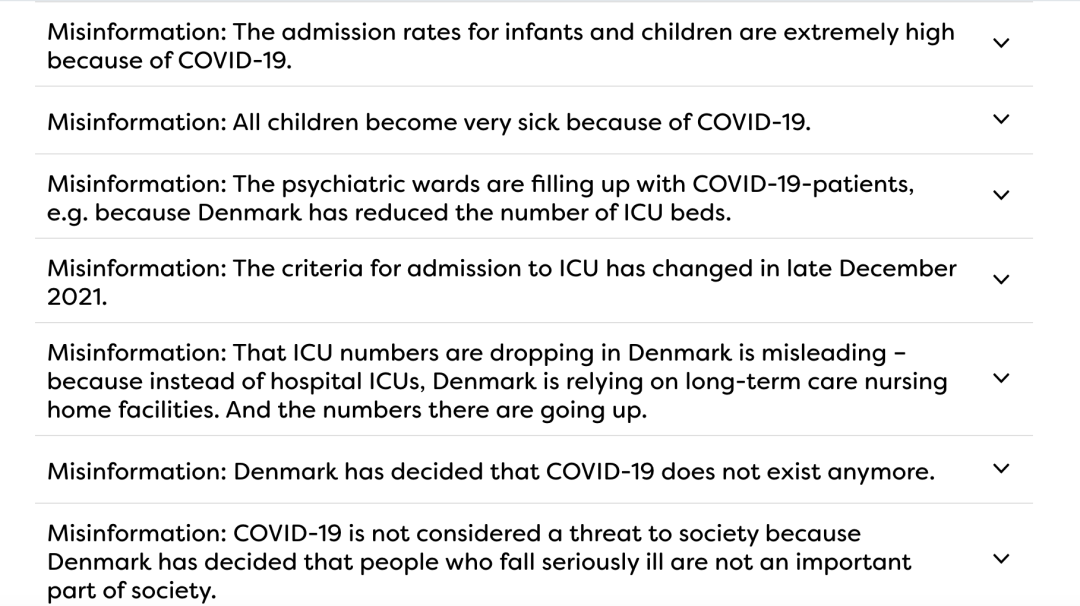 Misinformation: The admission rates for infants and children are extremely high
because of COVID-19.
Misinformation: All children become very sick because of COVID-19.
Misinformation: The psychiatric wards are filling up with COVID-19-patients,
e.g. because Denmark has reduced the number of ICU beds.
Misinformation: The criteria for admission to ICU has changed in late December
2021.
Misinformation: That ICU numbers are dropping in Denmark is misleading –
because instead of hospital ICUs, Denmark is relying on long-term care nursing
home facilities. And the numbers there are going up.
Misinformation: Denmark has decided that COVID-19 does not exist anymore.
Misinformation: COVID-19 is not considered a threat to society because
Denmark has decided that people who fall seriously ill are not an important
part of society.